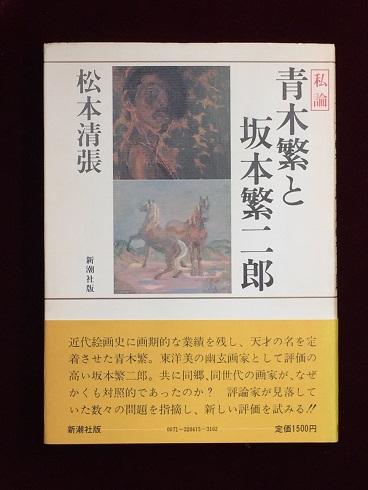 私論
青木繁と
坂本繁二郎
松本清張
新潮社版
近代絵画史に画期的な業績を残し、天才の名を定
着させた青木繁。東洋美の幽玄画家として評価の
高い坂本繁二郎。共に同郷、同世代の画家が、なぜ
かくも対照的であったのか? 評論家が見落して
いた数々の問題を指摘し、新しい評価を試みる!!
新潮社版
0071-320415-3162
定価1500円